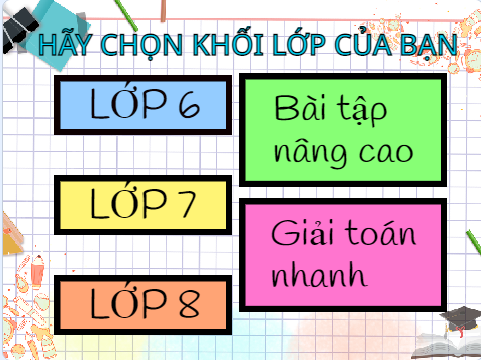 HÃY CHỌN KHỐI LỚP CỦA BẠN
LỚP 6
LỚP 7
LỚP 8
Bài tập
nâng cao
Giải toán
nhanh